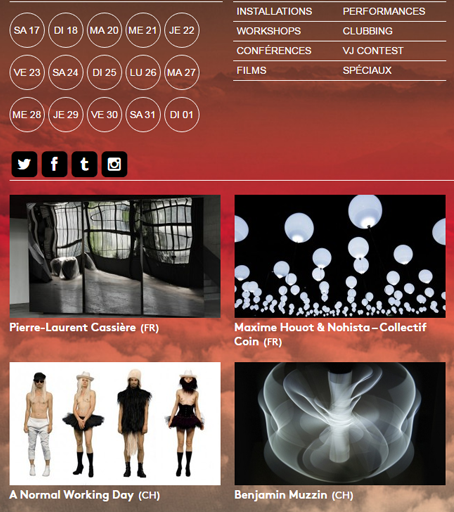 SA 17 DI 18 MA 20 ME 21 JE 22
VE 23 SA 24 DI 25 LU 26 MA 27
ME 28 JE 29 VE 30 SA 31 DI 01
INSTALLATIONS PERFORMANCES
WORKSHOPS CLUBBING
CONFÉRENCES VJ CONTEST
FILMS SPÉCIAUX
Pierre-Laurent Cassière (FR)
Maxime Houot & Nohista – Collectif
Coin (FR)
A Normal Working Day (CH)
Benjamin Muzzin (CH)